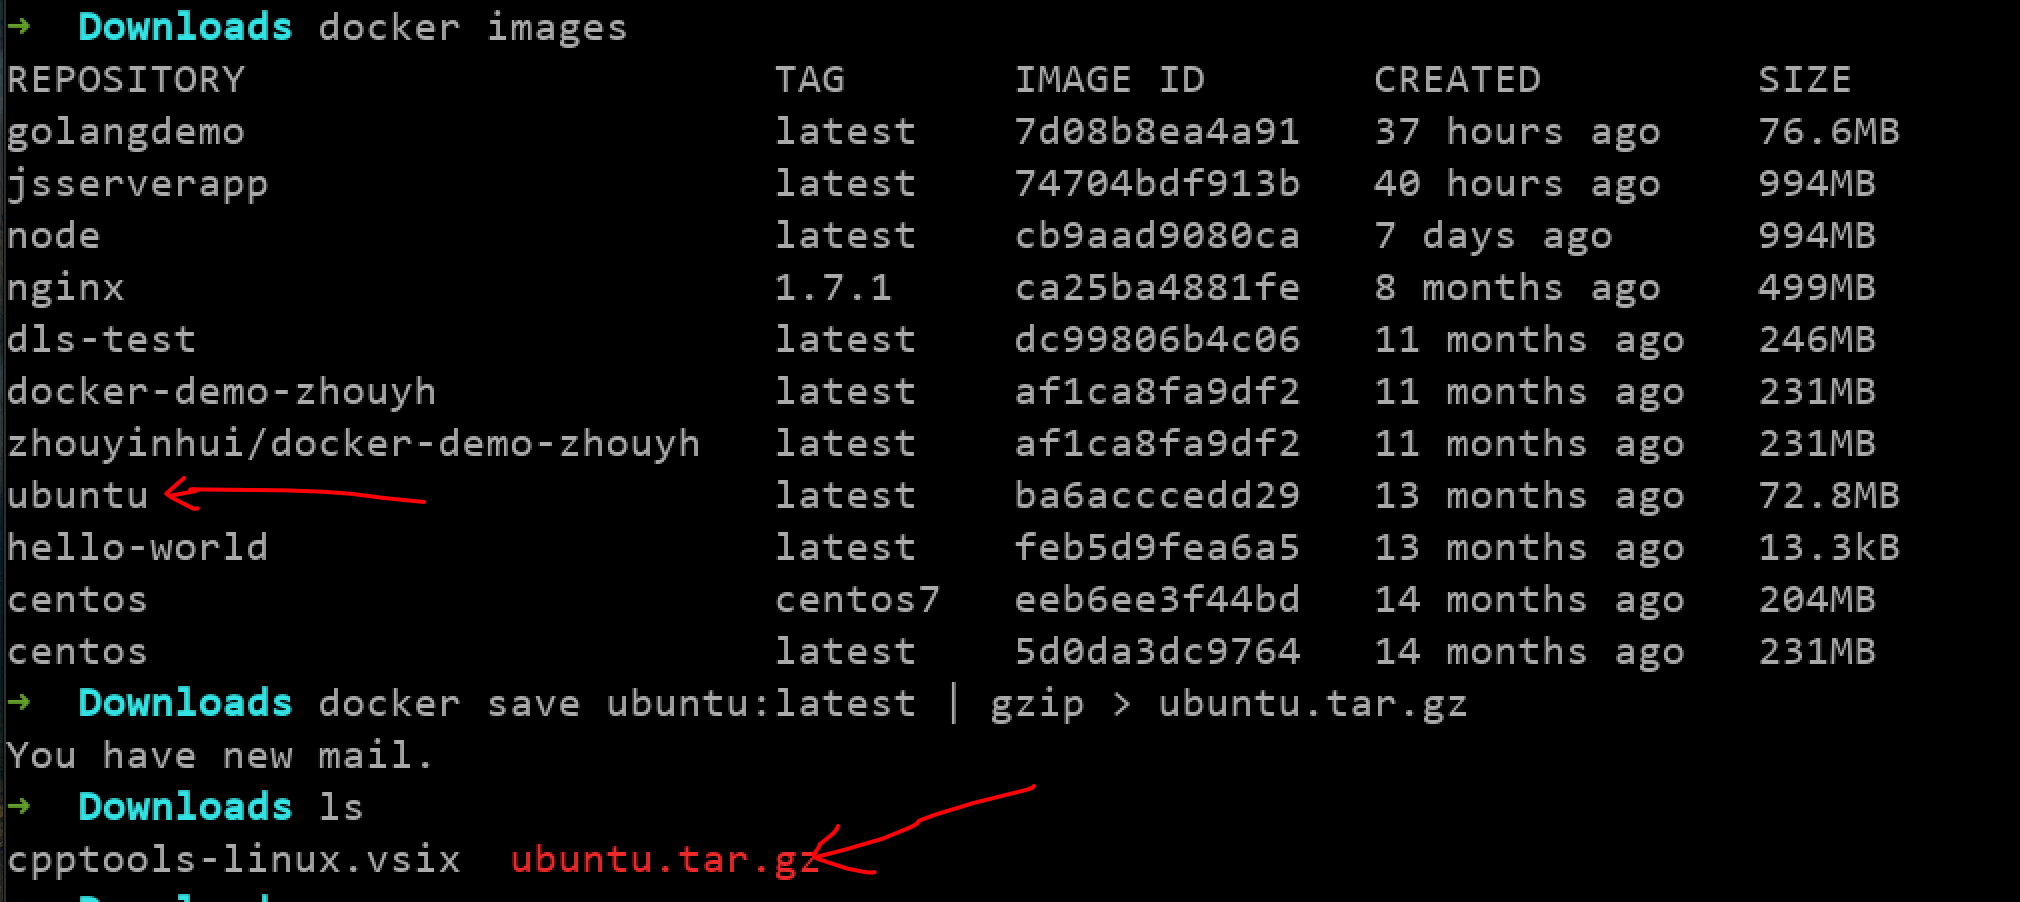 → Downloads docker images
REPOSITORY TAG IMAGE ID CREATED SIZE
golangdemo latest 7d08b8ea4a91 37 hours ago 76.6MB
jsserverapp latest 74704bdf913b 40 hours ago 994MB
node latest cb9aad9080ca 7 days ago 994MB
nginx 1.7.1 ca25ba4881fe 8 months ago 499MB
dls-test latest dc99806b4c06 11 months ago 246MB
docker-demo-zhouyh latest af1ca8fa9df2 11 months ago 231MB
zhouyinhui/docker-demo-zhouyh latest af1ca8fa9df2 11 months ago 231MB
ubuntu latest ba6acccedd29 13 months ago 72.8MB
hello-world latest feb5d9fea6a5 13 months ago 13.3kB
centos centos7 eeb6ee3f44bd 14 months ago 204MB
centos latest 5d0da3dc9764 14 months ago 231MB
→ Downloads docker save ubuntu:latest | gzip > ubuntu.tar.gz
You have new mail.
→ Downloads ls
cpptools-linux.vsix ubuntu.tar.gz